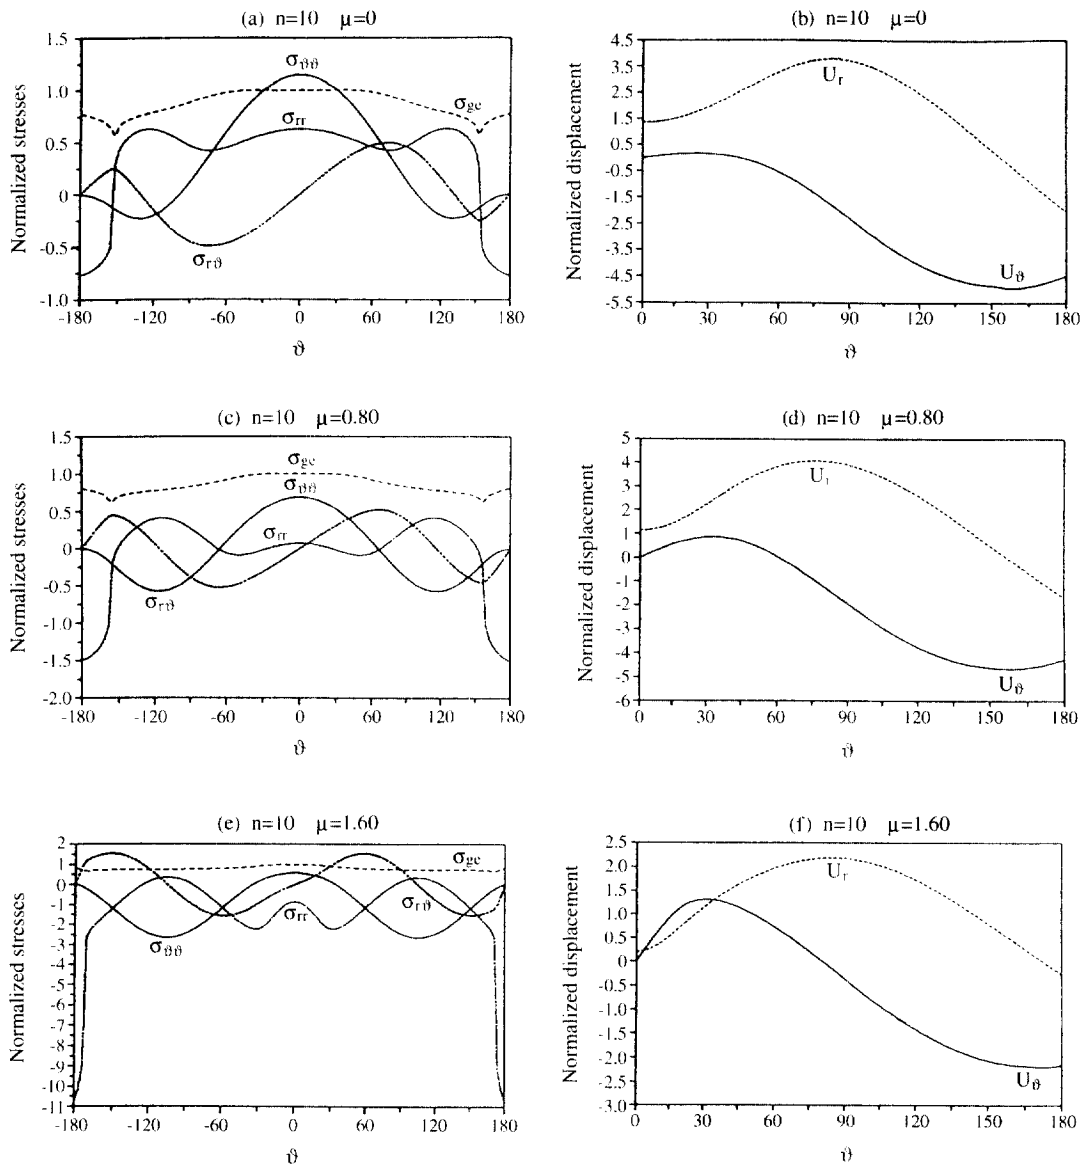 (a) n=10 μ=0
Normalized stresses
1.5
1.0
0.5
0
-0.5
-1.0
σϑϑ
σge
σrr
σrϑ
-180 -120 -60 0 60 120 180
ϑ
(b) n=10 μ=0
Normalized displacement
4.5
3.5
2.5
1.5
0.5
-0.5
-1.5
-2.5
-3.5
-4.5
-5.5
Ur
Uϑ
0 30 60 90 120 150 180
ϑ
(c) n=10 μ=0.80
Normalized stresses
1.5
1.0
0.5
0
-0.5
-1.0
-1.5
-2.0
σge
σϑϑ
σrr
σrϑ
-180 -120 -60 0 60 120 180
ϑ
(d) n=10 μ=0.80
Normalized displacement
5
4
3
2
1
0
-1
-2
-3
-4
-5
-6
Ur
Uϑ
0 30 60 90 120 150 180
ϑ
(e) n=10 μ=1.60
Normalized stresses
2
1
0
-1
-2
-3
-4
-5
-6
-7
-8
-9
-10
-11
σge
σrr
σrϑ
σϑϑ
-180 -120 -60 0 60 120 180
ϑ
(f) n=10 μ=1.60
Normalized displacement
2.5
2.0
1.5
1.0
0.5
0
-0.5
-1.0
-1.5
-2.0
-2.5
-3.0
Ur
Uϑ
0 30 60 90 120 150 180
ϑ